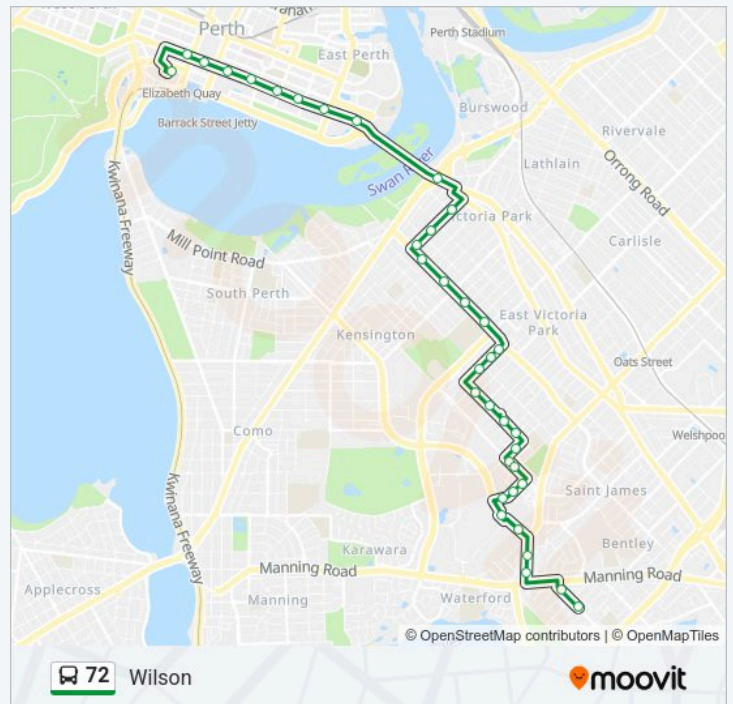 Perth
East Perth
Perth Stadium
Elizabeth Quay
Barrack Street Jetty
Burswood
Rivervale
Swan River
Lathlain
Orrong Road
Kwinana Freeway
Mill Point Road
Victoria Park
Carlisle
South Perth
Kensington
East Victoria
Park
Oats Street
Como
Welshpoo
Saint James
Kwinana Freeway
Karawara
Bentley
Manning Road
Manning Road
Applecross
Manning
Waterford
© OpenStreetMap contributors | © OpenMapTiles
72 Wilson
moovit